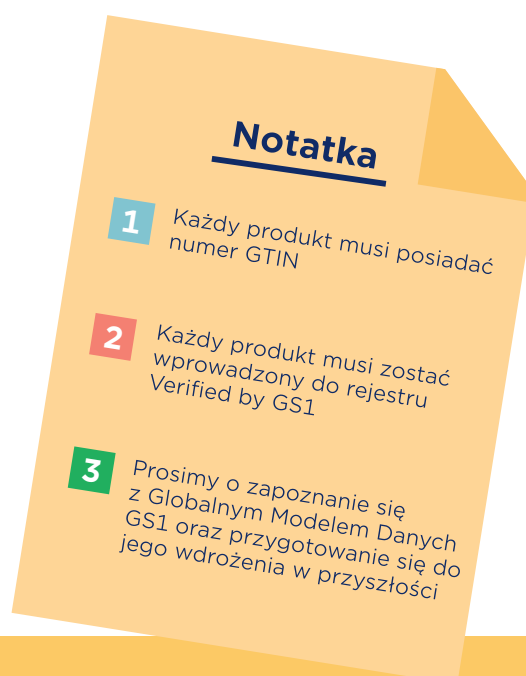 Notatka
1
Każdy produkt musi posiadać
numer GTIN
2
Każdy produkt musi zostać
wprowadzony do rejestru
Verified by GS1
3
Prosimy o zapoznanie się
z Globalnym Modelem Danych
GS1 oraz przygotowanie się do
jego wdrożenia w przyszłości